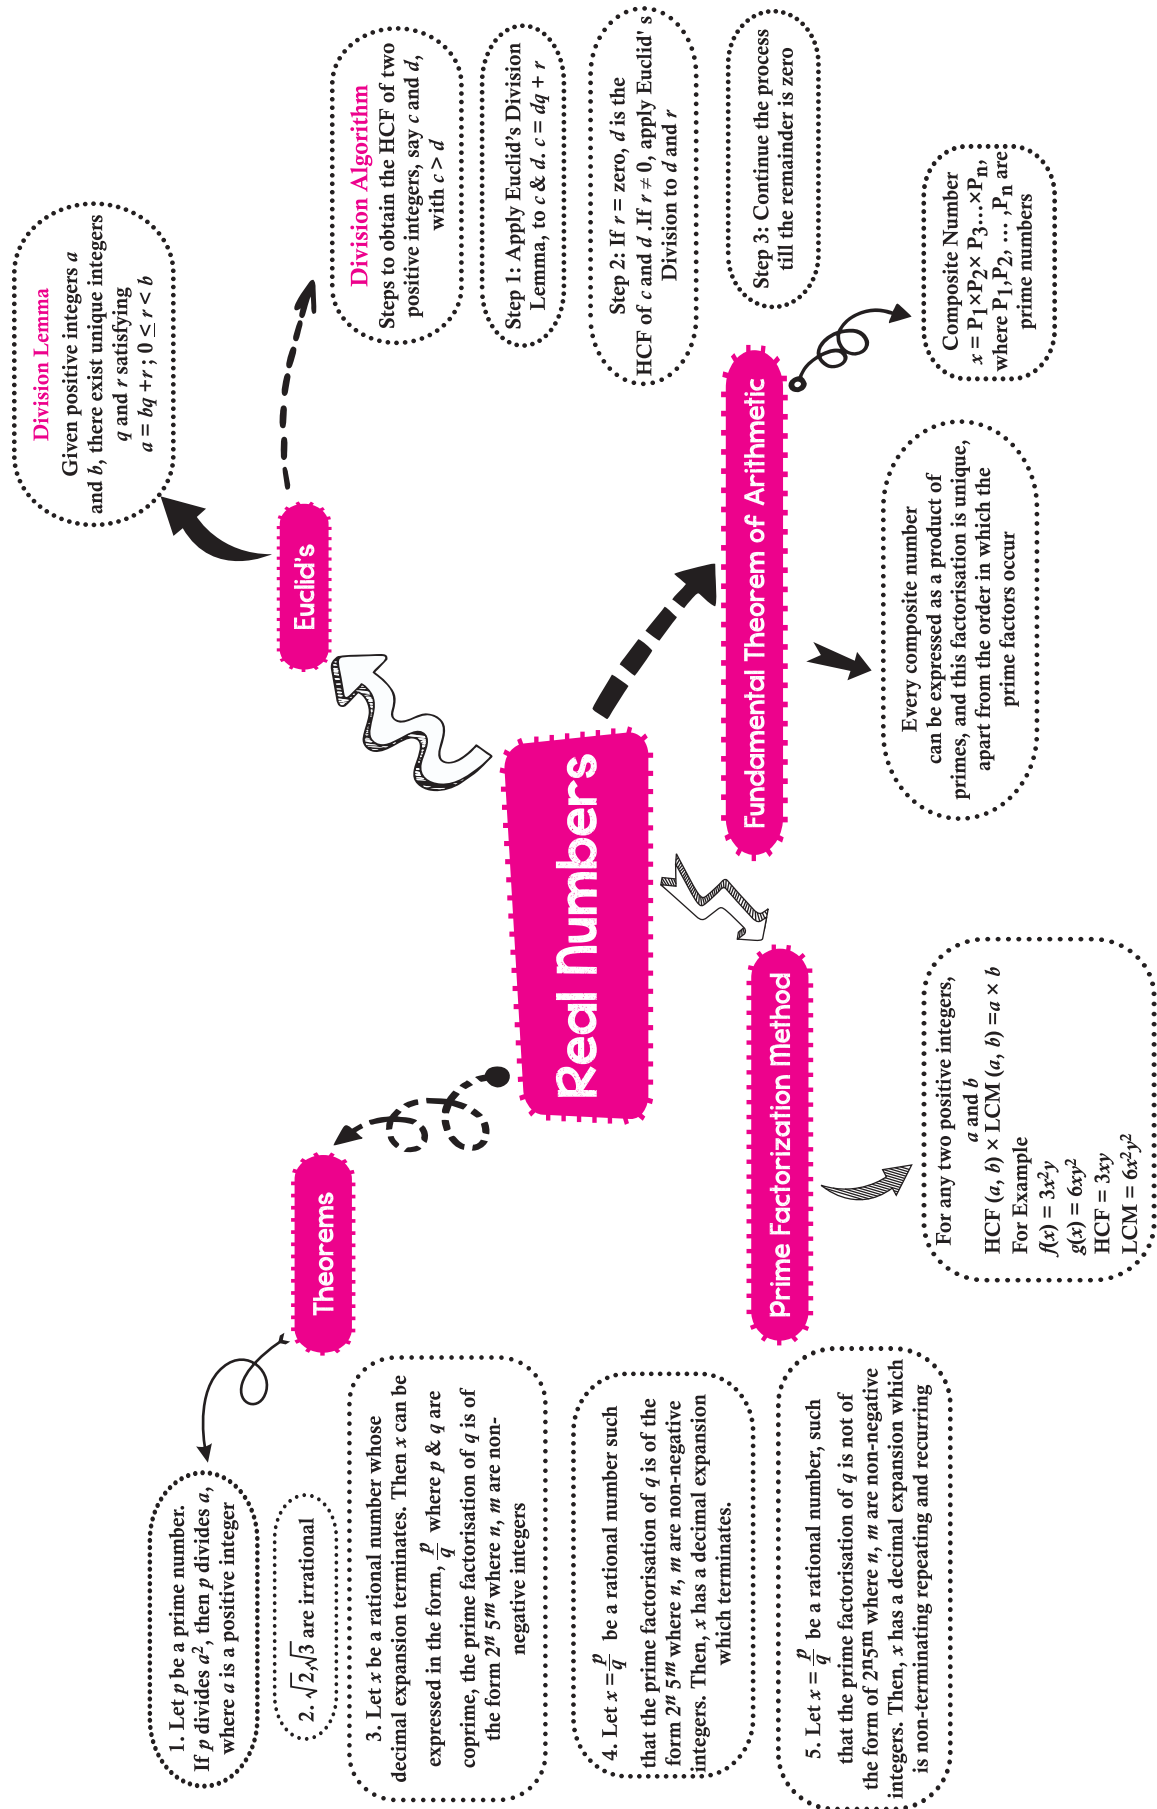 Real Numbers
Theorems
1. Let p be a prime number.
If p divides a², then p divides a,
where a is a positive integer
2. √2,√3 are irrational
3. Let x be a rational number whose
decimal expansion terminates. Then x can be
expressed in the form, p/q where p & q are
coprime, the prime factorisation of q is of
the form 2ⁿ 5ᵐ where n, m are non-
negative integers
4. Let x = p/q be a rational number such
that the prime factorisation of q is of the
form 2ⁿ 5ᵐ where n, m are non-negative
integers. Then, x has a decimal expansion
which terminates.
5. Let x = p/q be a rational number, such
that the prime factorisation of q is not of
the form of 2ⁿ5ᵐ where n, m are non-negative
integers. Then, x has a decimal expansion which
is non-terminating repeating and recurring
Euclid's
Division Lemma
Given positive integers a
and b, there exist unique integers
q and r satisfying
a = bq +r ; 0 ≤ r < b
Division Algorithm
Steps to obtain the HCF of two
positive integers, say c and d,
with c > d
Step 1: Apply Euclid's Division
Lemma, to c & d. c = dq + r
Step 2: If r = zero, d is the
HCF of c and d .If r ≠ 0, apply Euclid' s
Division to d and r
Step 3: Continue the process
till the remainder is zero
Prime Factorization Method
For any two positive integers,
a and b
HCF (a, b) × LCM (a, b) =a × b
For Example
f(x) = 3x²y
g(x) = 6xy²
HCF = 3xy
LCM = 6x²y²
Fundamental Theorem of Arithmetic
Every composite number
can be expressed as a product of
primes, and this factorisation is unique,
apart from the order in which the
prime factors occur
Composite Number
x = P₁×P₂× P₃...×Pₙ,
where P₁,P₂, ... ,Pₙ are
prime numbers